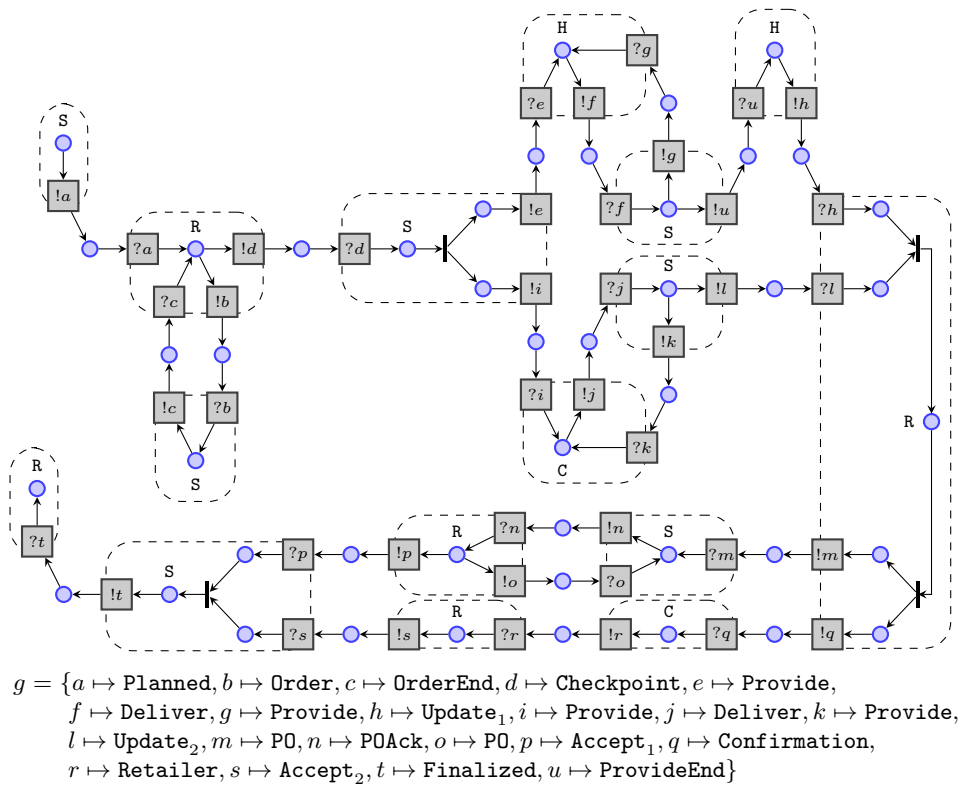 H
H
?g
?e
!f
?u
!h
S
!g
!a
?f
!u
!e
?h
S
R
?a
!d
?d
S
?c
!b
!i
?j
S
!l
?l
!k
!c
?b
?i
!j
?k
C
S
R
R
?t
R
?n
!n
S
?p
!p
?m
!m
!o
?o
S
!t
R
C
?s
!s
?r
!r
?q
!q
g = {a ↦ Planned, b ↦ Order, c ↦ OrderEnd, d ↦ Checkpoint, e ↦ Provide,
f ↦ Deliver, g ↦ Provide, h ↦ Update₁, i ↦ Provide, j ↦ Deliver, k ↦ Provide,
l ↦ Update₂, m ↦ PO, n ↦ POAck, o ↦ PO, p ↦ Accept₁, q ↦ Confirmation,
r ↦ Retailer, s ↦ Accept₂, t ↦ Finalized, u ↦ ProvideEnd}